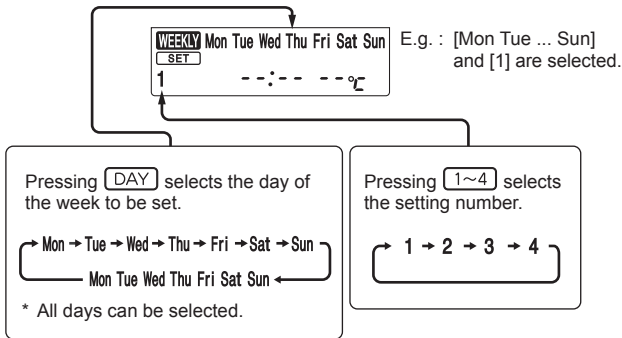 WEEKLY Mon Tue Wed Thu Fri Sat Sun
SET
1 --:-- --℃
E.g. : [Mon Tue ... Sun]
and [1] are selected.
Pressing DAY selects the day of
the week to be set.
Mon → Tue → Wed → Thu → Fri → Sat → Sun
Mon Tue Wed Thu Fri Sat Sun
* All days can be selected.
Pressing 1~4 selects
the setting number.
1 → 2 → 3 → 4